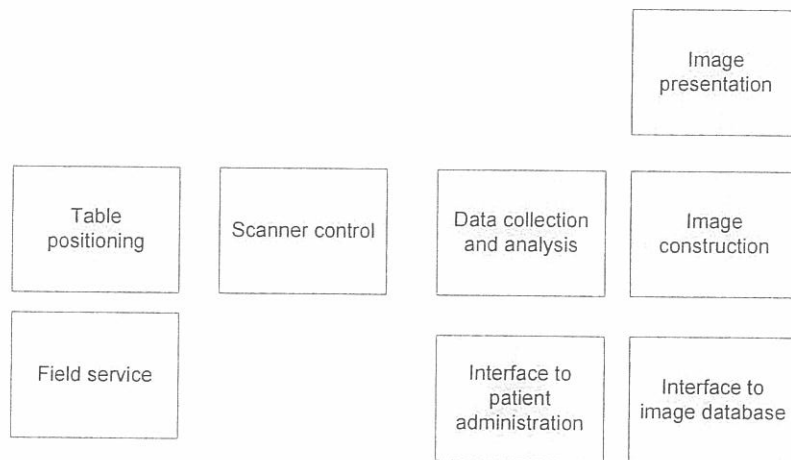 Image
presentation
Table
positioning
Scanner control
Data collection
and analysis
Image
construction
Field service
Interface to
patient
administration
Interface to
image database